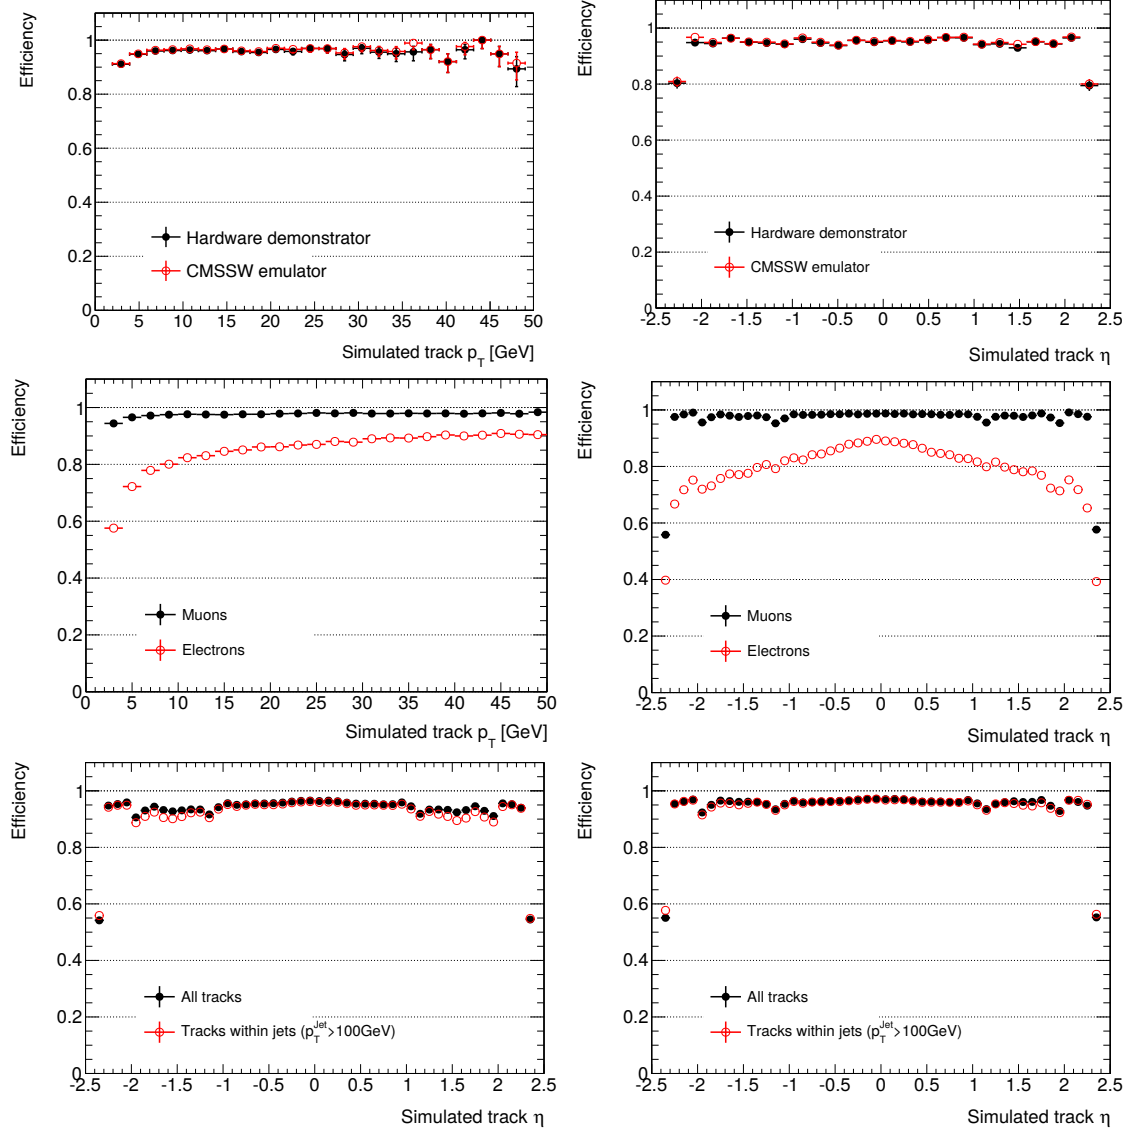 Efficiency
1
0.8
0.6
0.4
0.2
0
Hardware demonstrator
CMSSW emulator
0 5 10 15 20 25 30 35 40 45 50
Simulated track p_T [GeV]
Efficiency
1
0.8
0.6
0.4
0.2
0
Hardware demonstrator
CMSSW emulator
-2.5 -2 -1.5 -1 -0.5 0 0.5 1 1.5 2 2.5
Simulated track η
Efficiency
1
0.8
0.6
0.4
0.2
0
Muons
Electrons
0 5 10 15 20 25 30 35 40 45 50
Simulated track p_T [GeV]
Efficiency
1
0.8
0.6
0.4
0.2
0
Muons
Electrons
-2.5 -2 -1.5 -1 -0.5 0 0.5 1 1.5 2 2.5
Simulated track η
Efficiency
1
0.8
0.6
0.4
0.2
0
All tracks
Tracks within jets (p_T^Jet>100GeV)
-2.5 -2 -1.5 -1 -0.5 0 0.5 1 1.5 2 2.5
Simulated track η
Efficiency
1
0.8
0.6
0.4
0.2
0
All tracks
Tracks within jets (p_T^Jet>100GeV)
-2.5 -2 -1.5 -1 -0.5 0 0.5 1 1.5 2 2.5
Simulated track η